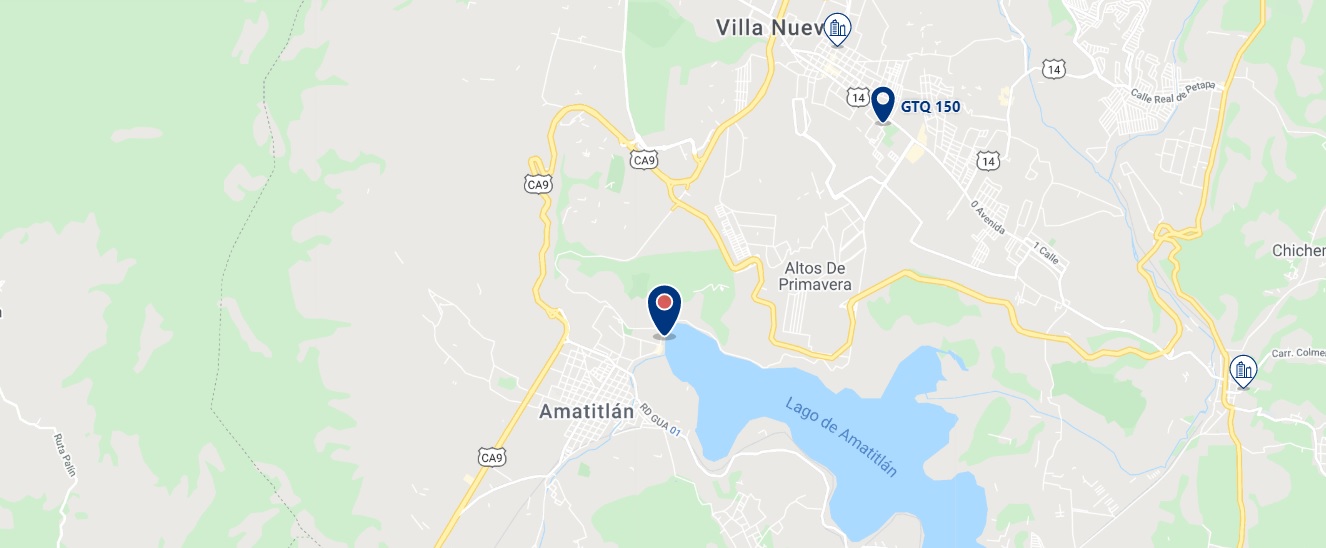 Villa Nuev
14
Calle Real de Petapa
14
GTQ 150
CA9
14
CA9
0 Avenida
1 Calle
Chichen
Altos De
Primavera
Carr. Colme
Lago de Amatitlán
Amatitlán
RD GUA 01
Ruta Palín
CA9